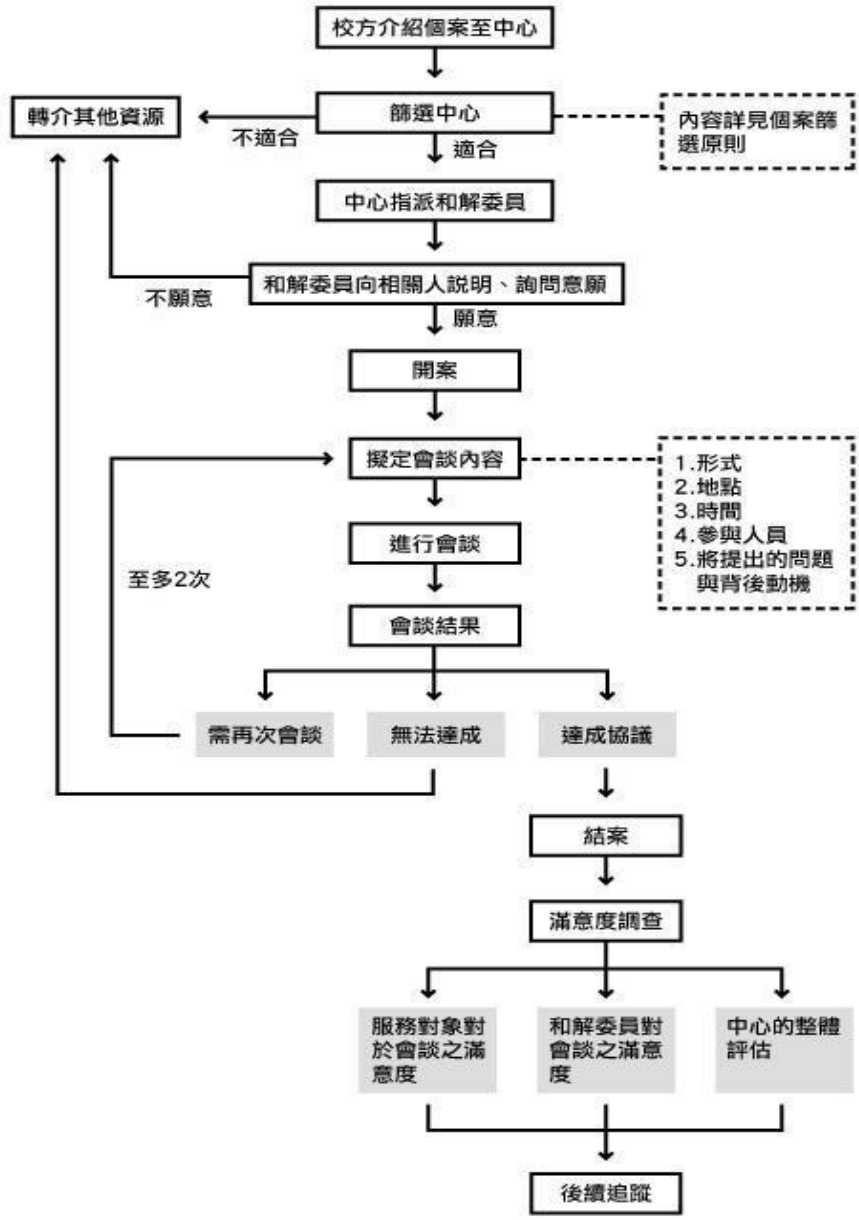 校方介紹個案至中心
轉介其他資源
篩選中心
不適合
適合
內容詳見個案篩
選原則
中心指派和解委員
和解委員向相關人説明、詢問意願
不願意
願意
開案
擬定會談內容
1.形式
2.地點
3.時間
4.參與人員
5.將提出的問題
與背後動機
進行會談
至多2次
會談結果
需再次會談
無法達成
達成協議
結案
滿意度調查
服務對象對
於會談之滿
意度
和解委員對
會談之滿意
度
中心的整體
評估
後續追蹤